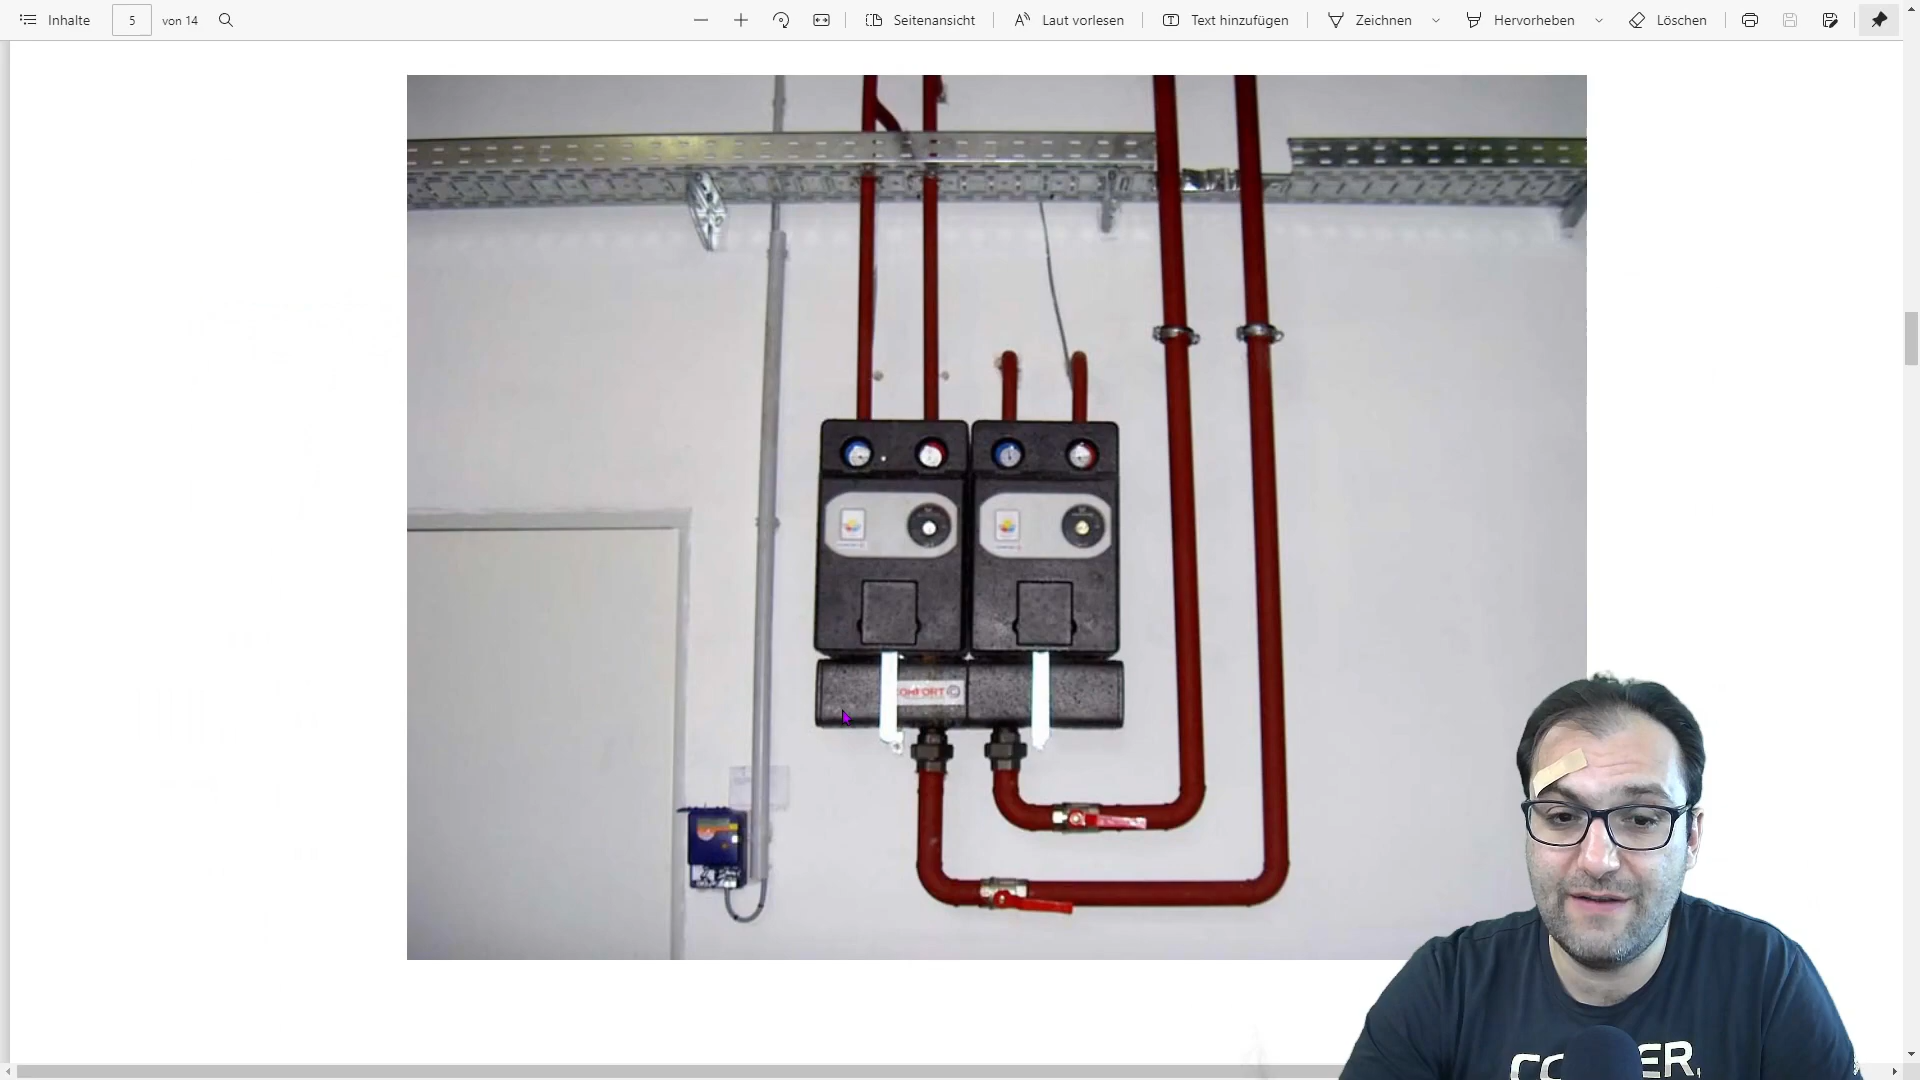 Inhalte
5
von 14
Seitenansicht
Laut vorlesen
Text hinzufügen
Zeichnen
Hervorheben
Löschen
COMFORT